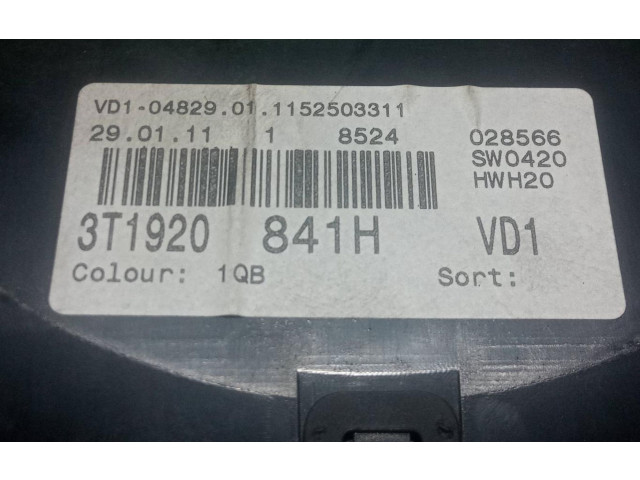 VD1-04829.01.1152503311
29.01.11 1 8524 028566
SW0420
HWH20
3T1920 841H VD1
Colour: 1QB Sort: